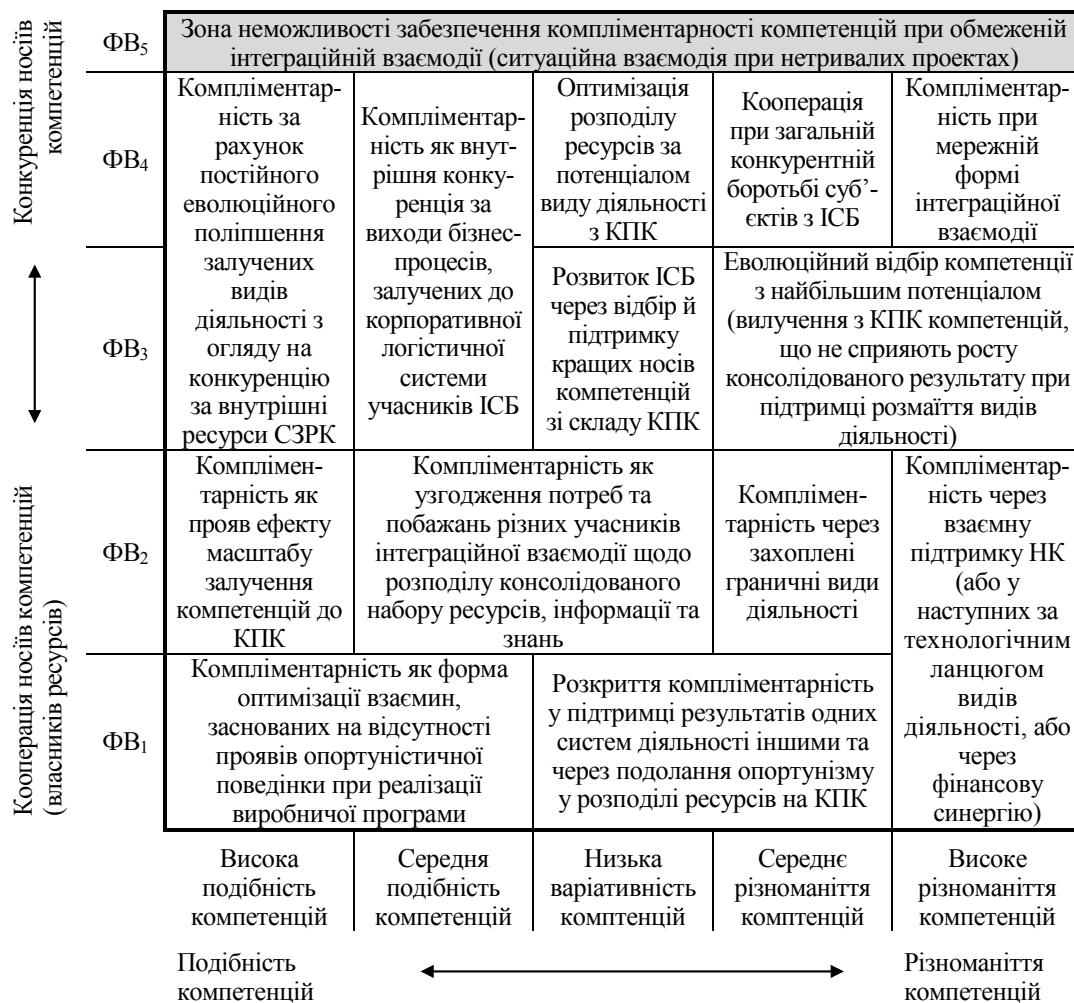 Конкуренція носіїв
компетенцій
ФВ5
Зона неможливості забезпечення компліментарності компетенцій при обмеженій
інтеграційній взаємодії (ситуаційна взаємодія при нетривалих проектах)
ФВ4
Компліментар-
ність за
рахунок
постійного
еволюційного
поліпшення
залучених
видів
діяльності з
огляду на
конкуренцію
за внутрішні
ресурси СЗРК
Компліментар-
ність як внут-
рішня конку-
ренція за
виходи бізнес-
процесів,
залучених до
корпоративної
логістичної
системи
учасників ІСБ
Оптимізація
розподілу
ресурсів за
потенціалом
виду діяльності
з КПК
Кооперація
при загальній
конкурентній
боротьбі суб’-
єктів з ІСБ
Компліментар-
ність при
мережній
формі
інтеграційної
взаємодії
ФВ3
Розвиток ІСБ
через відбір й
підтримку
кращих носів
компетенцій
зі складу КПК
Еволюційний відбір компетенції
з найбільшим потенціалом
(вилучення з КПК компетенцій,
що не сприяють росту
консолідованого результату при
підтримці розмаїття видів
діяльності)
Кооперація носіїв компетенцій
(власників ресурсів)
ФВ2
Комплімен-
тарність як
прояв ефекту
масштабу
залучення
компетенцій до
КПК
Компліментарність як
узгодження потреб та
побажань різних учасників
інтеграційної взаємодії щодо
розподілу консолідованого
набору ресурсів, інформації та
знань
Комплімен-
тарність через
захоплені
граничні види
діяльності
Компліментар-
ність через
взаємну
підтримку НК
(або у
наступних за
технологічним
ланцюгом
видів
діяльності, або
через
фінансову
синергію)
ФВ1
Компліментарність як форма
оптимізації взаємин,
заснованих на відсутності
проявів опортуністичної
поведінки при реалізації
виробничої програми
Розкриття компліментарність
у підтримці результатів одних
систем діяльності іншими та
через подолання опортунізму
у розподілі ресурсів на КПК
Висока
подібність
компетенцій
Середня
подібність
компетенцій
Низька
варіативність
комптенцій
Середнє
різноманіття
комптенцій
Високе
різноманіття
компетенцій
Подібність
компетенцій
Різноманіття
компетенцій